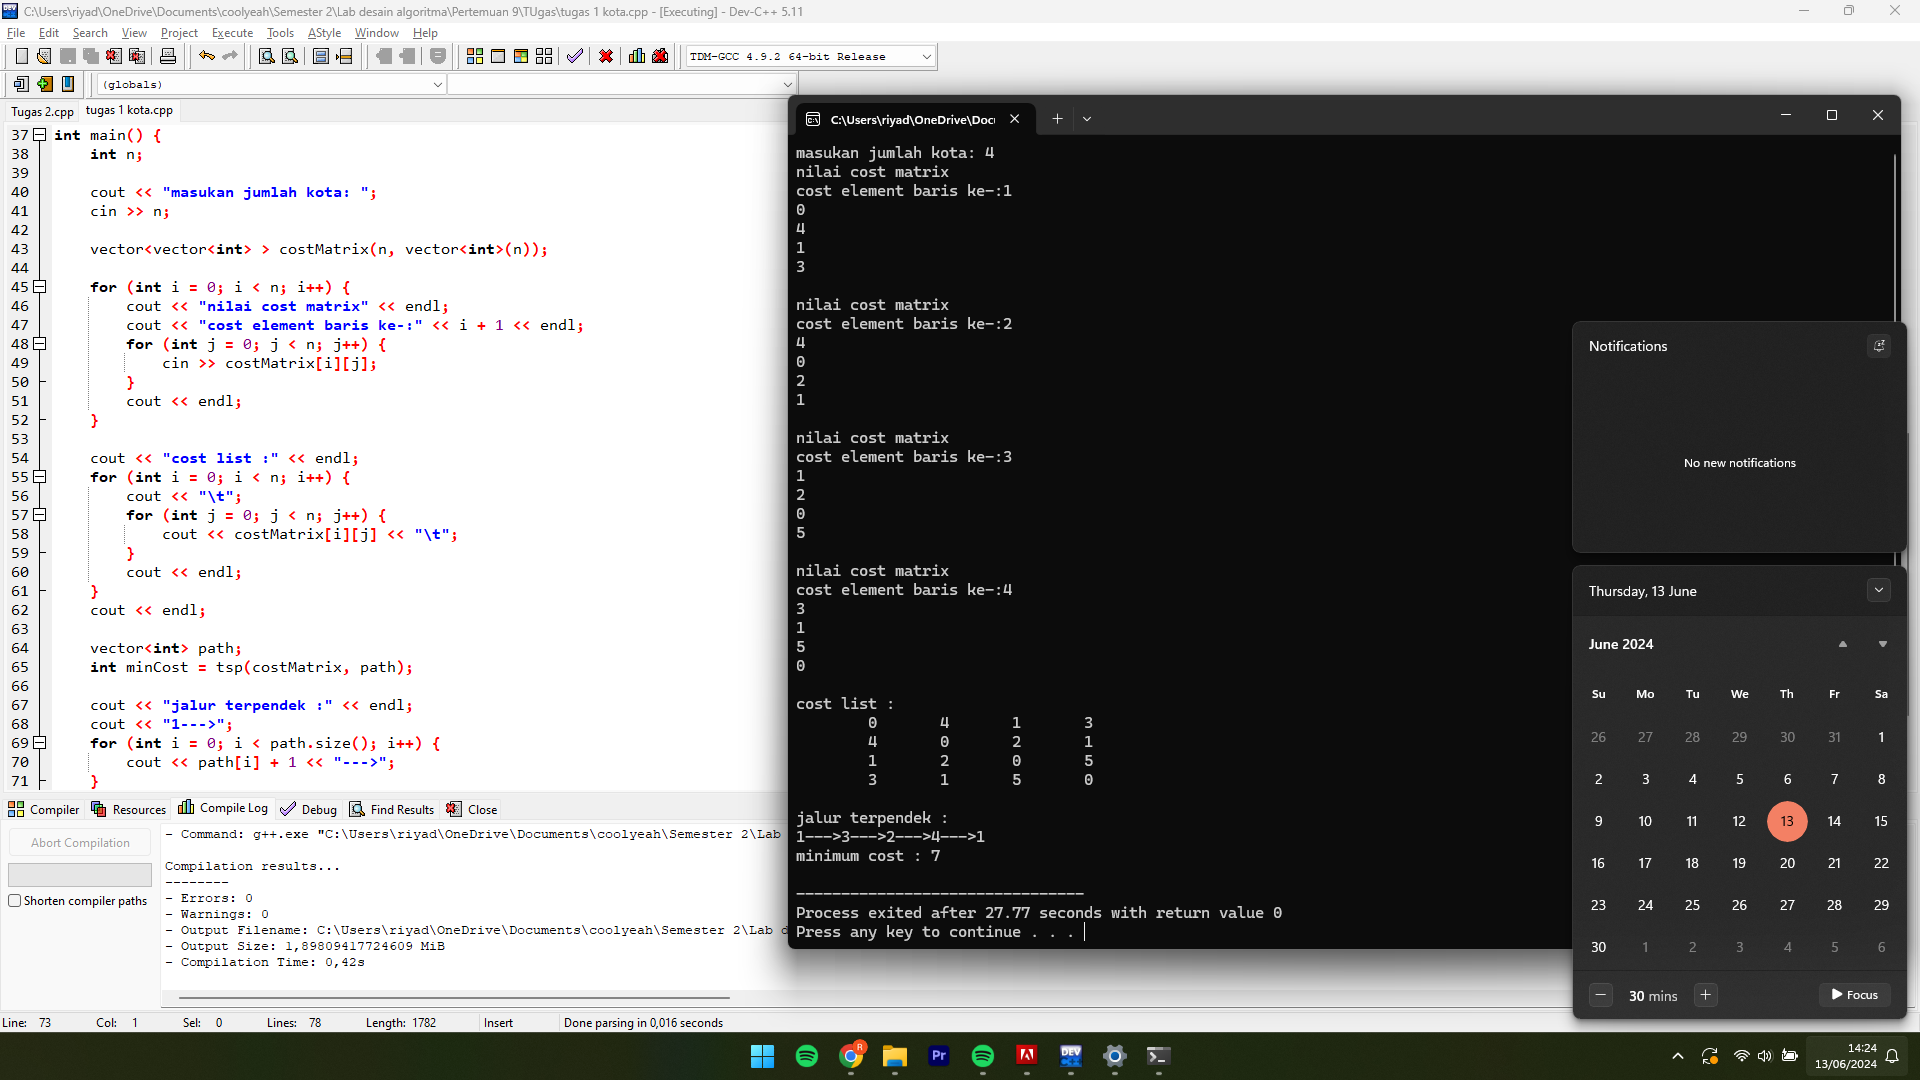 C:\Users\riyad\OneDrive\Documents\coolyeah\Semester 2\Lab desain algoritma\Pertemuan 9\TUgas\tugas 1 kota.cpp - [Executing] - Dev-C++ 5.11
File Edit Search View Project Execute Tools AStyle Window Help
TDM-GCC 4.9.2 64-bit Release
(globals)
Tugas 2.cpp tugas 1 kota.cpp
37 int main() {
38 int n;
39
40 cout << "masukan jumlah kota: ";
41 cin >> n;
42
43 vector<vector<int> > costMatrix(n, vector<int>(n));
44
45 for (int i = 0; i < n; i++) {
46 cout << "nilai cost matrix" << endl;
47 cout << "cost element baris ke-:" << i + 1 << endl;
48 for (int j = 0; j < n; j++) {
49 cin >> costMatrix[i][j];
50 }
51 cout << endl;
52 }
53
54 cout << "cost list :" << endl;
55 for (int i = 0; i < n; i++) {
56 cout << "\t";
57 for (int j = 0; j < n; j++) {
58 cout << costMatrix[i][j] << "\t";
59 }
60 cout << endl;
61 }
62 cout << endl;
63
64 vector<int> path;
65 int minCost = tsp(costMatrix, path);
66
67 cout << "jalur terpendek :" << endl;
68 cout << "1--->";
69 for (int i = 0; i < path.size(); i++) {
70 cout << path[i] + 1 << "--->";
71 }
Compiler Resources Compile Log Debug Find Results Close
Abort Compilation
Shorten compiler paths
- Command: g++.exe "C:\Users\riyad\OneDrive\Documents\coolyeah\Semester 2\Lab
Compilation results...
--------
- Errors: 0
- Warnings: 0
- Output Filename: C:\Users\riyad\OneDrive\Documents\coolyeah\Semester 2\Lab d
- Output Size: 1,89809417724609 MiB
- Compilation Time: 0,42s
Line: 73 Col: 1 Sel: 0 Lines: 78 Length: 1782 Insert Done parsing in 0,016 seconds
C:\Users\riyad\OneDrive\Docu
masukan jumlah kota: 4
nilai cost matrix
cost element baris ke-:1
0
4
1
3
nilai cost matrix
cost element baris ke-:2
4
0
2
1
nilai cost matrix
cost element baris ke-:3
1
2
0
5
nilai cost matrix
cost element baris ke-:4
3
1
5
0
cost list :
0 4 1 3
4 0 2 1
1 2 0 5
3 1 5 0
jalur terpendek :
1--->3--->2--->4--->1
minimum cost : 7
--------------------------------
Process exited after 27.77 seconds with return value 0
Press any key to continue . . .
Notifications
No new notifications
Thursday, 13 June
June 2024
Su Mo Tu We Th Fr Sa
26 27 28 29 30 31 1
2 3 4 5 6 7 8
9 10 11 12 13 14 15
16 17 18 19 20 21 22
23 24 25 26 27 28 29
30 1 2 3 4 5 6
30 mins Focus
R
Pr
DEV
14:24
13/06/2024